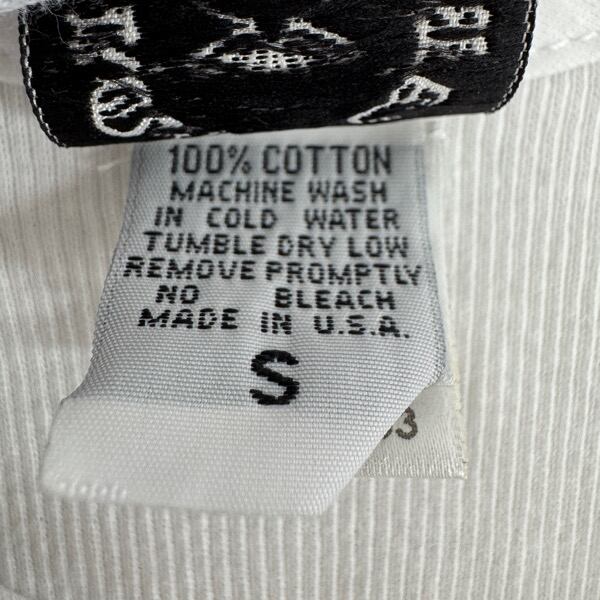 100% COTTON
MACHINE WASH
IN COLD WATER
TUMBLE DRY LOW
REMOVE PROMPTLY
NO BLEACH
MADE IN U.S.A.
S